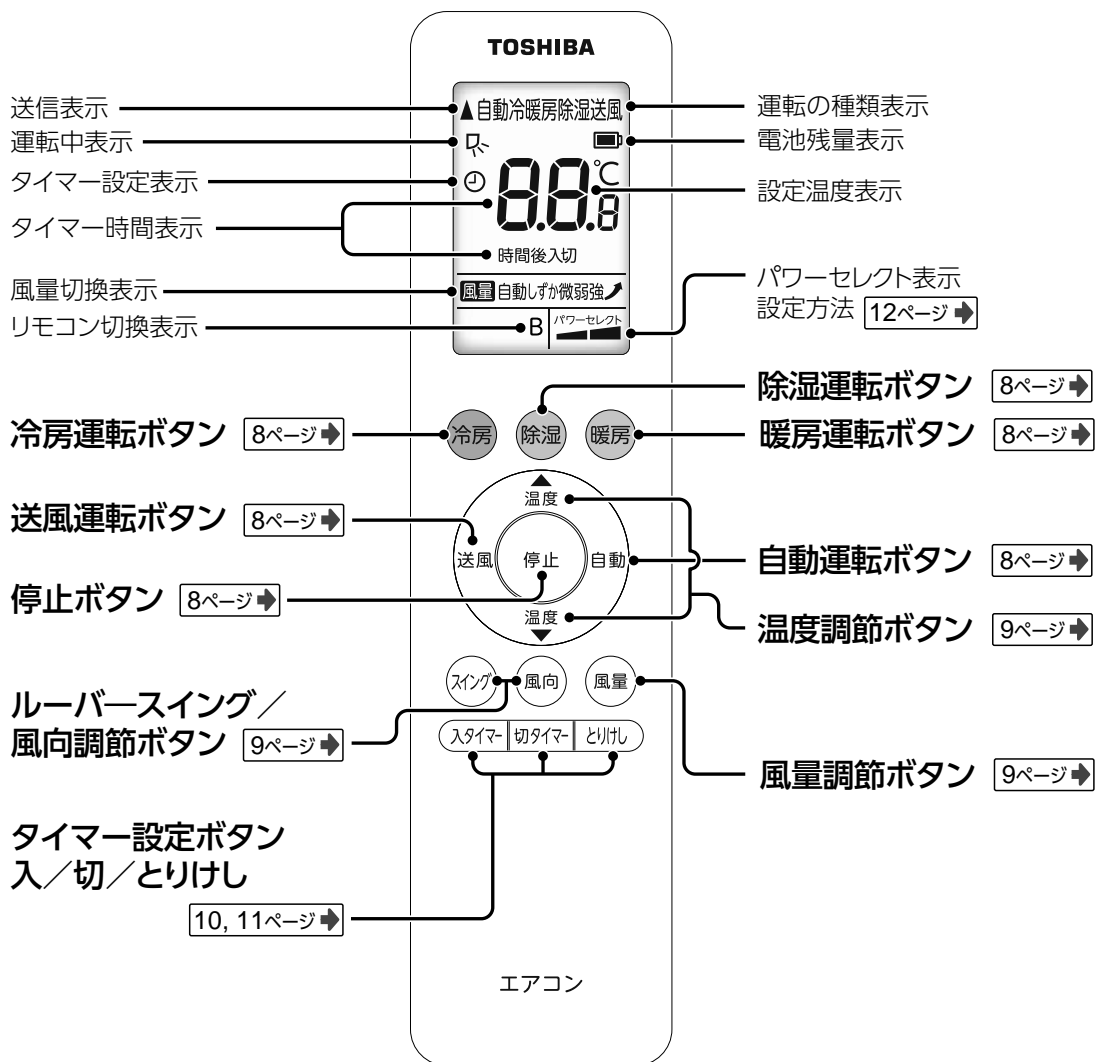 TOSHIBA
送信表示
運転中表示
タイマー設定表示
タイマー時間表示
風量切換表示
リモコン切換表示
▲自動冷暖房除湿送風
88.8℃
時間後入切
風量 自動しずか微弱強
B パワーセレクト
運転の種類表示
電池残量表示
設定温度表示
パワーセレクト表示
設定方法 12ページ
冷房運転ボタン 8ページ
送風運転ボタン 8ページ
停止ボタン 8ページ
ルーバースイング／
風向調節ボタン 9ページ
タイマー設定ボタン
入／切／とりけし
10, 11ページ
冷房 除湿 暖房
▲
温度
送風 停止 自動
温度
▼
スイング 風向 風量
入タイマー 切タイマー とりけし
エアコン
除湿運転ボタン 8ページ
暖房運転ボタン 8ページ
自動運転ボタン 8ページ
温度調節ボタン 9ページ
風量調節ボタン 9ページ